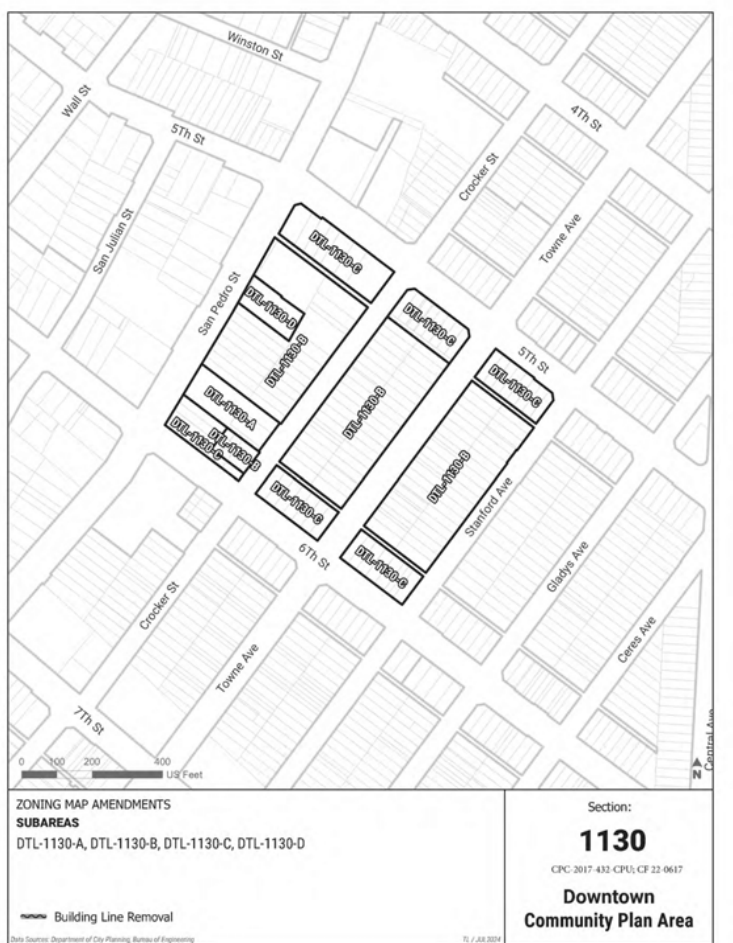 Winston St
Wall St
4Th St
5Th St
Crocker St
Towne Ave
San Julian St
San Pedro St
DTL-1130-C
DTL-1130-D
DTL-1130-B
DTL-1130-C
DTL-1130-B
5Th St
DTL-1130-C
DTL-1130-A
DTL-1130-B
DTL-1130-C
DTL-1130-B
DTL-1130-C
Stanford Ave
6Th St
DTL-1130-C
Gladys Ave
Crocker St
Towne Ave
Ceres Ave
7Th St
Central Ave
0 100 200 400
US Feet
N
ZONING MAP AMENDMENTS
SUBAREAS
DTL-1130-A, DTL-1130-B, DTL-1130-C, DTL-1130-D
Building Line Removal
Data Sources: Department of City Planning, Bureau of Engineering
TL / JUL 2024
Section:
1130
CPC-2017-432-CPU; CF 22-0617
Downtown
Community Plan Area